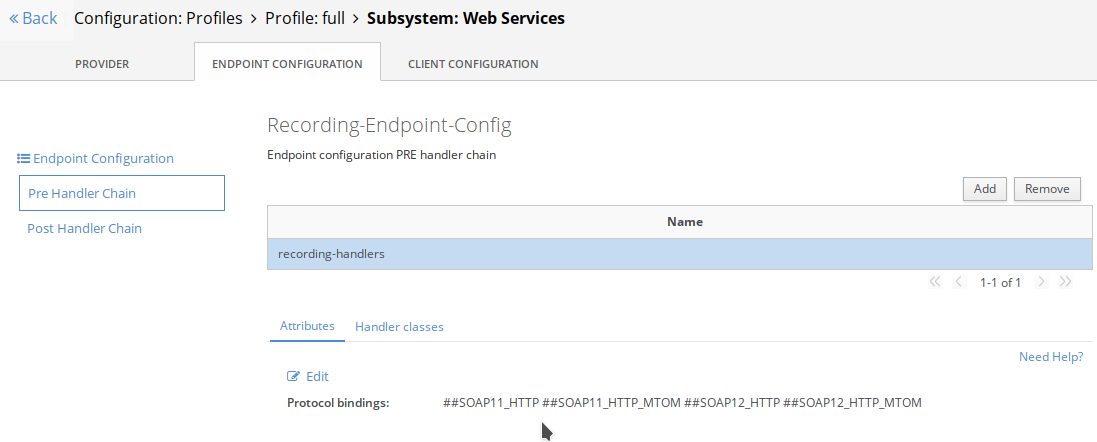 « Back Configuration: Profiles > Profile: full > Subsystem: Web Services
PROVIDER ENDPOINT CONFIGURATION CLIENT CONFIGURATION
Recording-Endpoint-Config
Endpoint configuration PRE handler chain
Endpoint Configuration
Pre Handler Chain
Post Handler Chain
Add Remove
Name
recording-handlers
1-1 of 1
Attributes Handler classes
Need Help?
Edit
Protocol bindings: ##SOAP11_HTTP ##SOAP11_HTTP_MTOM ##SOAP12_HTTP ##SOAP12_HTTP_MTOM